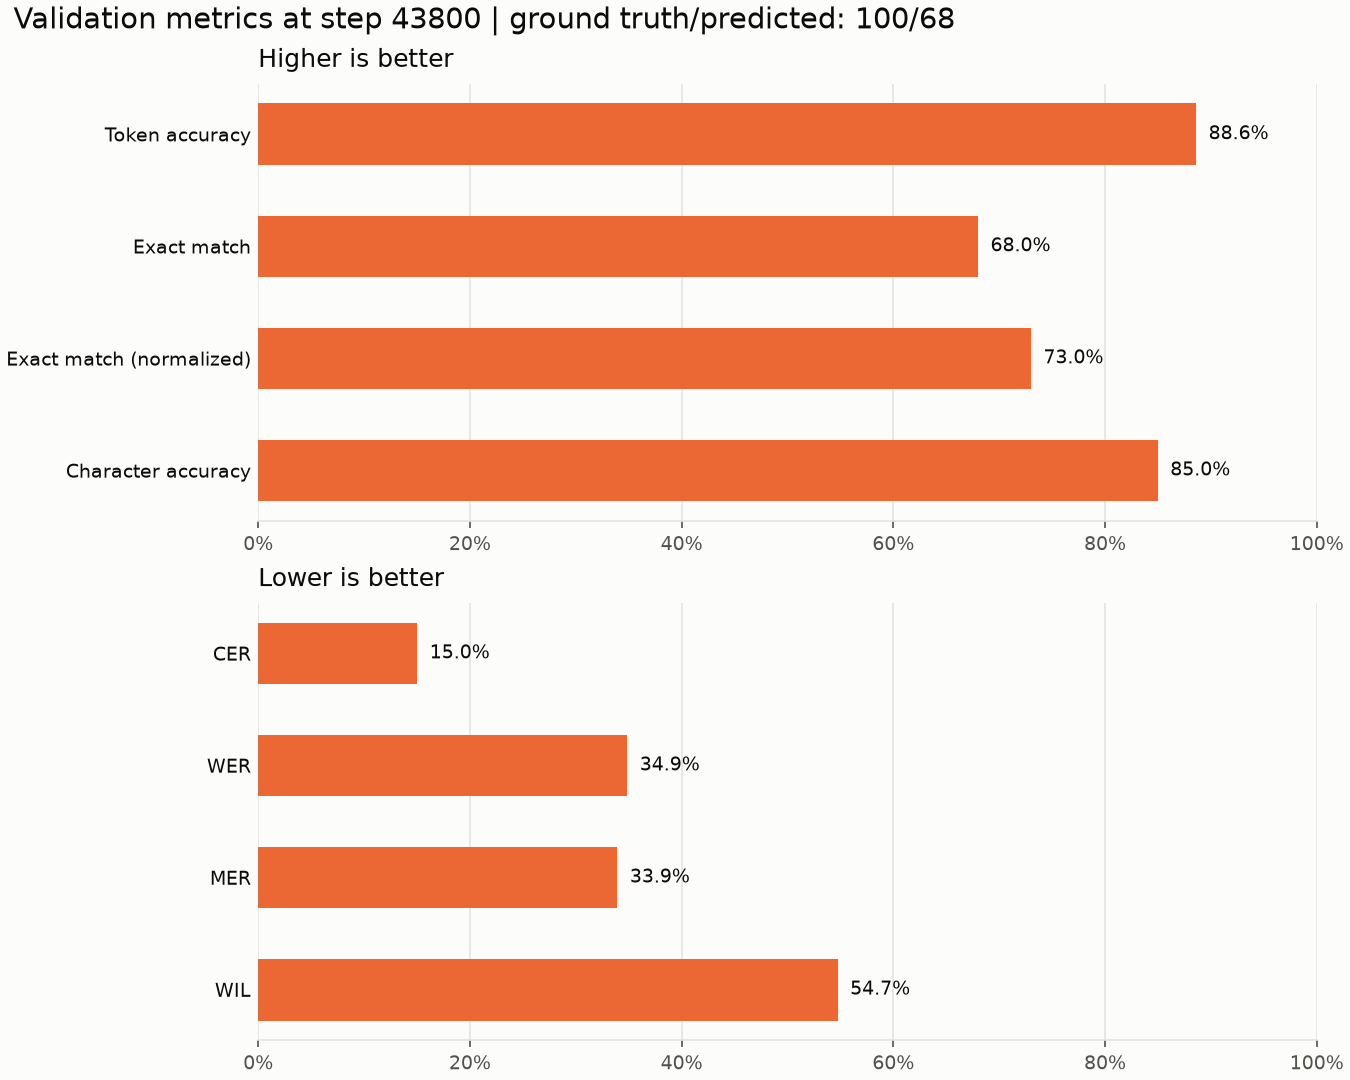 Validation metrics at step 43800 | ground truth/predicted: 100/68
Higher is better
Token accuracy 88.6%
Exact match 68.0%
Exact match (normalized) 73.0%
Character accuracy 85.0%
0% 20% 40% 60% 80% 100%
Lower is better
CER 15.0%
WER 34.9%
MER 33.9%
WIL 54.7%
0% 20% 40% 60% 80% 100%